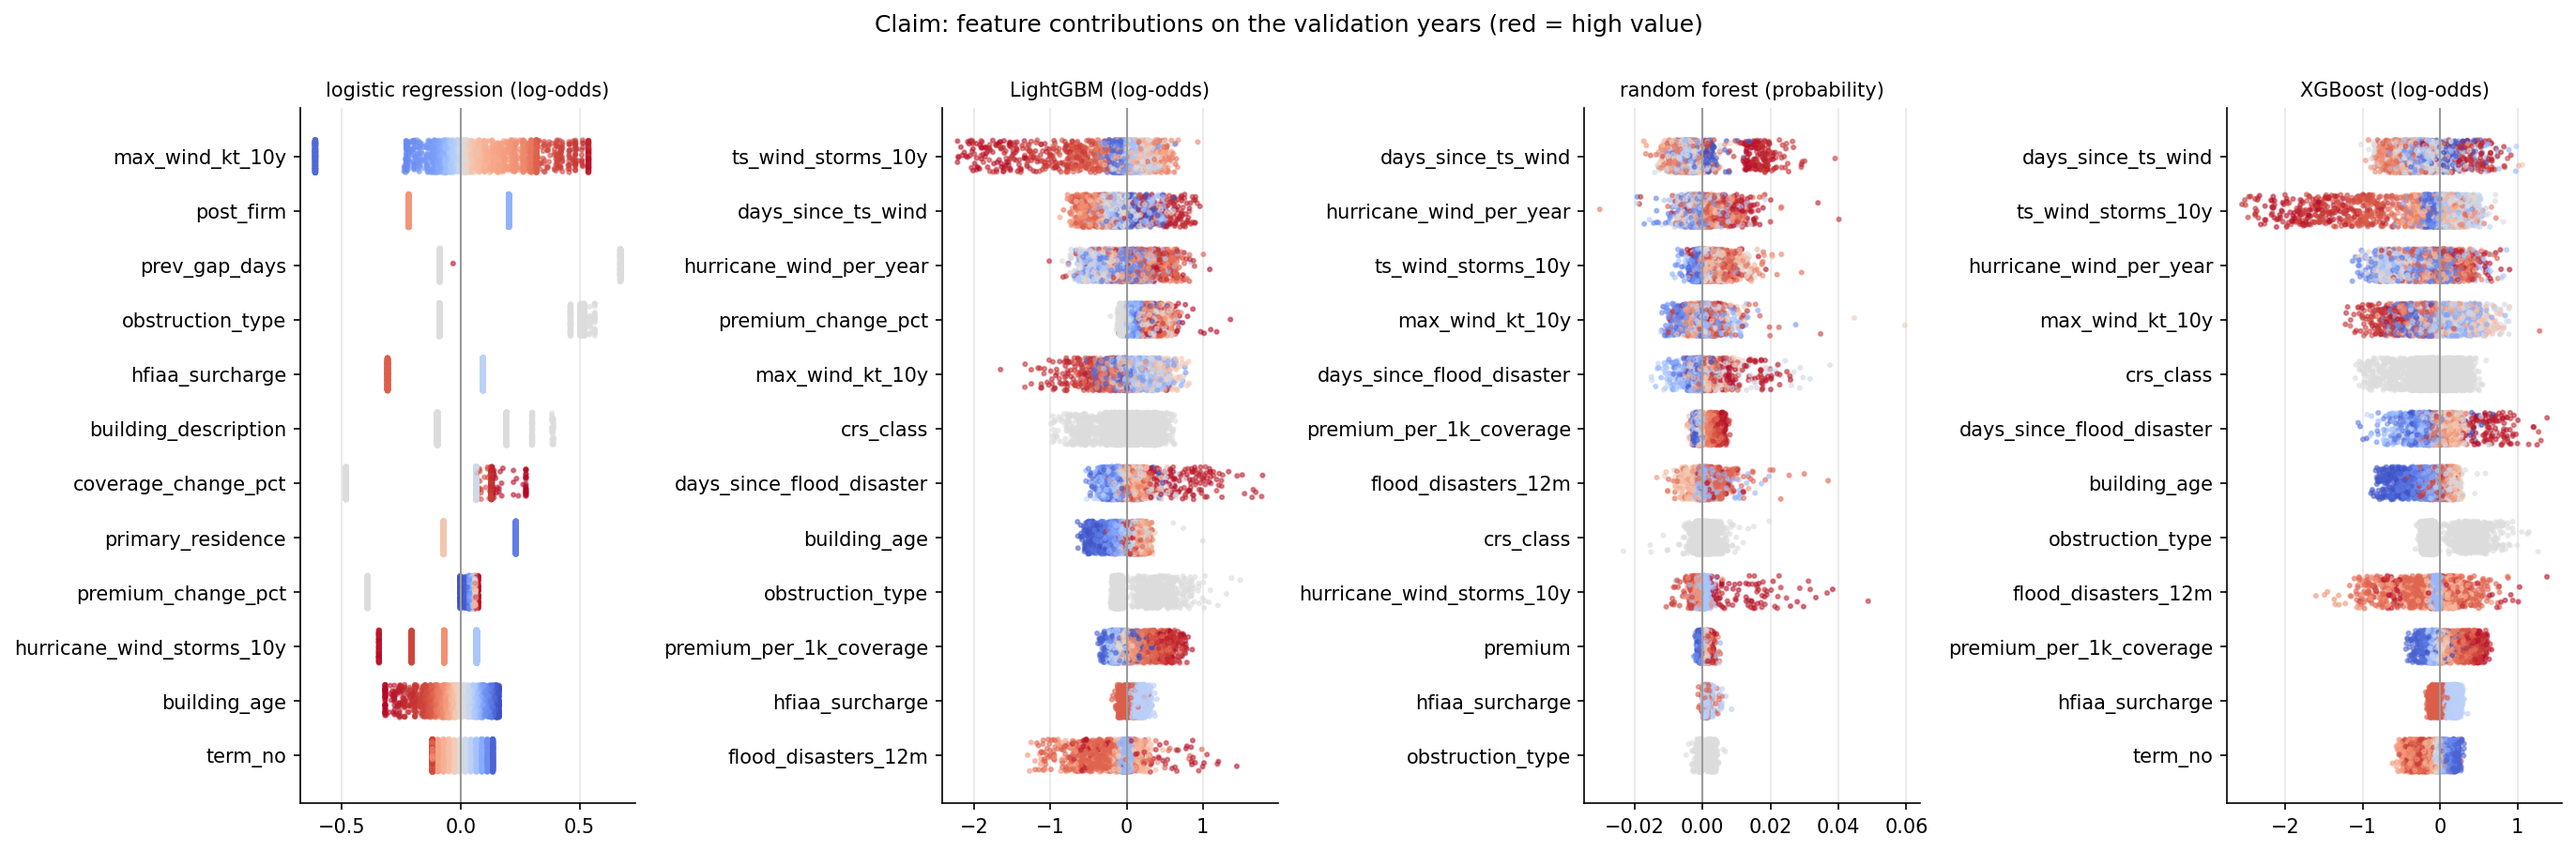 Claim: feature contributions on the validation years (red = high value)
logistic regression (log-odds)
max_wind_kt_10y
post_firm
prev_gap_days
obstruction_type
hfiaa_surcharge
building_description
coverage_change_pct
primary_residence
premium_change_pct
hurricane_wind_storms_10y
building_age
term_no
−0.5 0.0 0.5
LightGBM (log-odds)
ts_wind_storms_10y
days_since_ts_wind
hurricane_wind_per_year
premium_change_pct
max_wind_kt_10y
crs_class
days_since_flood_disaster
building_age
obstruction_type
premium_per_1k_coverage
hfiaa_surcharge
flood_disasters_12m
−2 −1 0 1
random forest (probability)
days_since_ts_wind
hurricane_wind_per_year
ts_wind_storms_10y
max_wind_kt_10y
days_since_flood_disaster
premium_per_1k_coverage
flood_disasters_12m
crs_class
hurricane_wind_storms_10y
premium
hfiaa_surcharge
obstruction_type
−0.02 0.00 0.02 0.04 0.06
XGBoost (log-odds)
days_since_ts_wind
ts_wind_storms_10y
hurricane_wind_per_year
max_wind_kt_10y
crs_class
days_since_flood_disaster
building_age
obstruction_type
flood_disasters_12m
premium_per_1k_coverage
hfiaa_surcharge
term_no
−2 −1 0 1